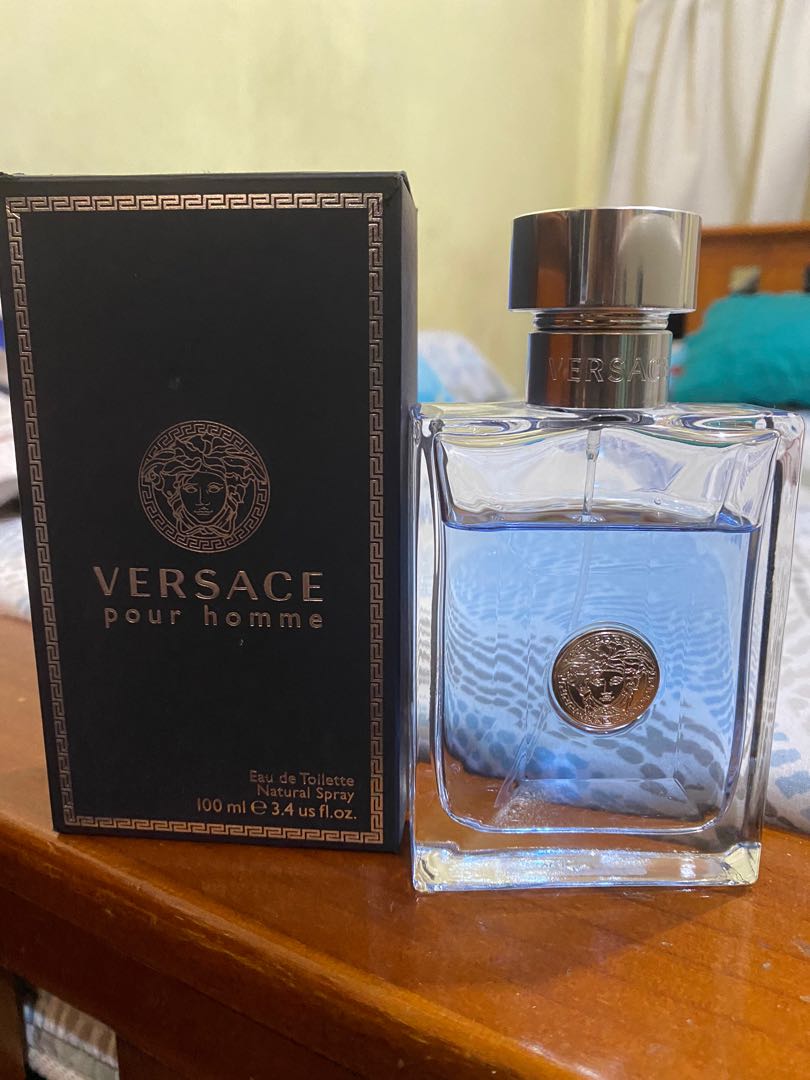 VERSACE
VERSACE
pour homme
Eau de Toilette
Natural Spray
100 ml e 3.4 us fl.oz.